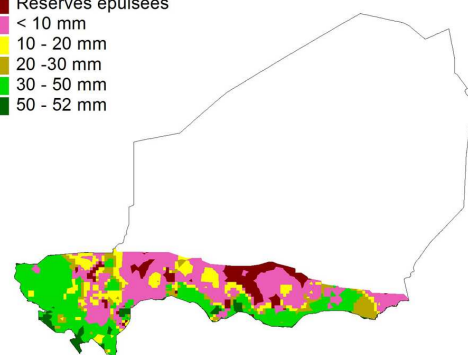 Réserves épuisées
< 10 mm
10 - 20 mm
20 -30 mm
30 - 50 mm
50 - 52 mm